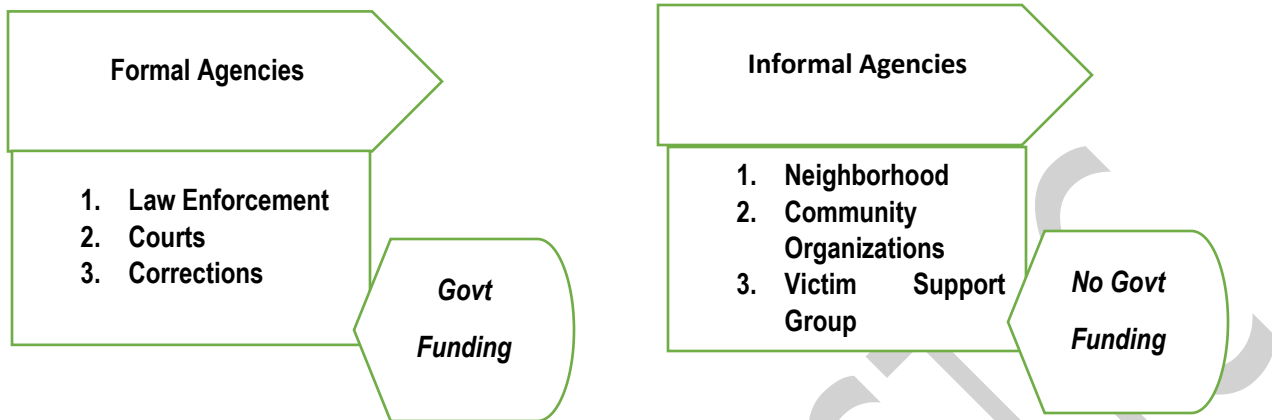 Formal Agencies
1. Law Enforcement
2. Courts
3. Corrections
Govt
Funding
Informal Agencies
1. Neighborhood
2. Community
Organizations
3. Victim Support
Group
No Govt
Funding